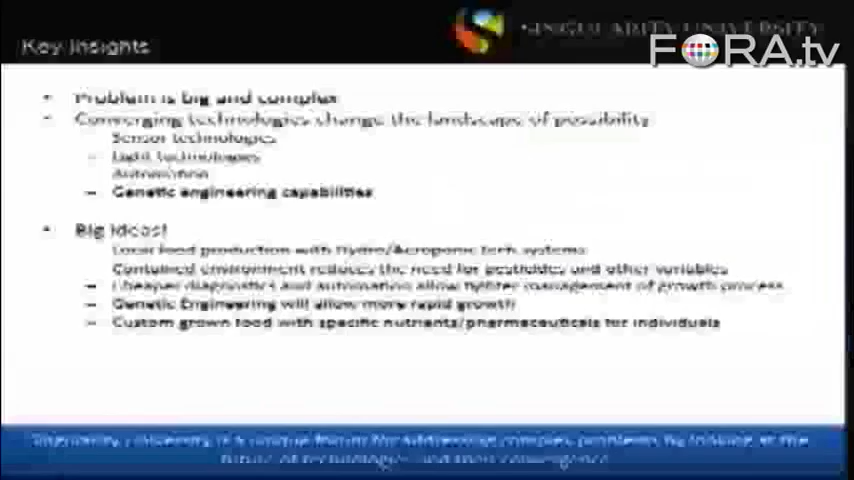 SINGULARITY UNIVERSITY
FORA.tv
Key Insights
• Problem is big and complex
• Converging technologies change the landscape of possibility
Sensor technologies
– Light technologies
Automation
– Genetic engineering capabilities
• Big Ideas!
Local food production with Hydro/Aeroponic tech systems
Contained environment reduces the need for pesticides and other variables
– Cheaper diagnostics and automation allow tighter management of growth process
– Genetic Engineering will allow more rapid growth
– Custom grown food with specific nutrients/pharmaceuticals for individuals
Singularity University is a unique forum for addressing complex problems by looking at the
future of technologies and their convergence